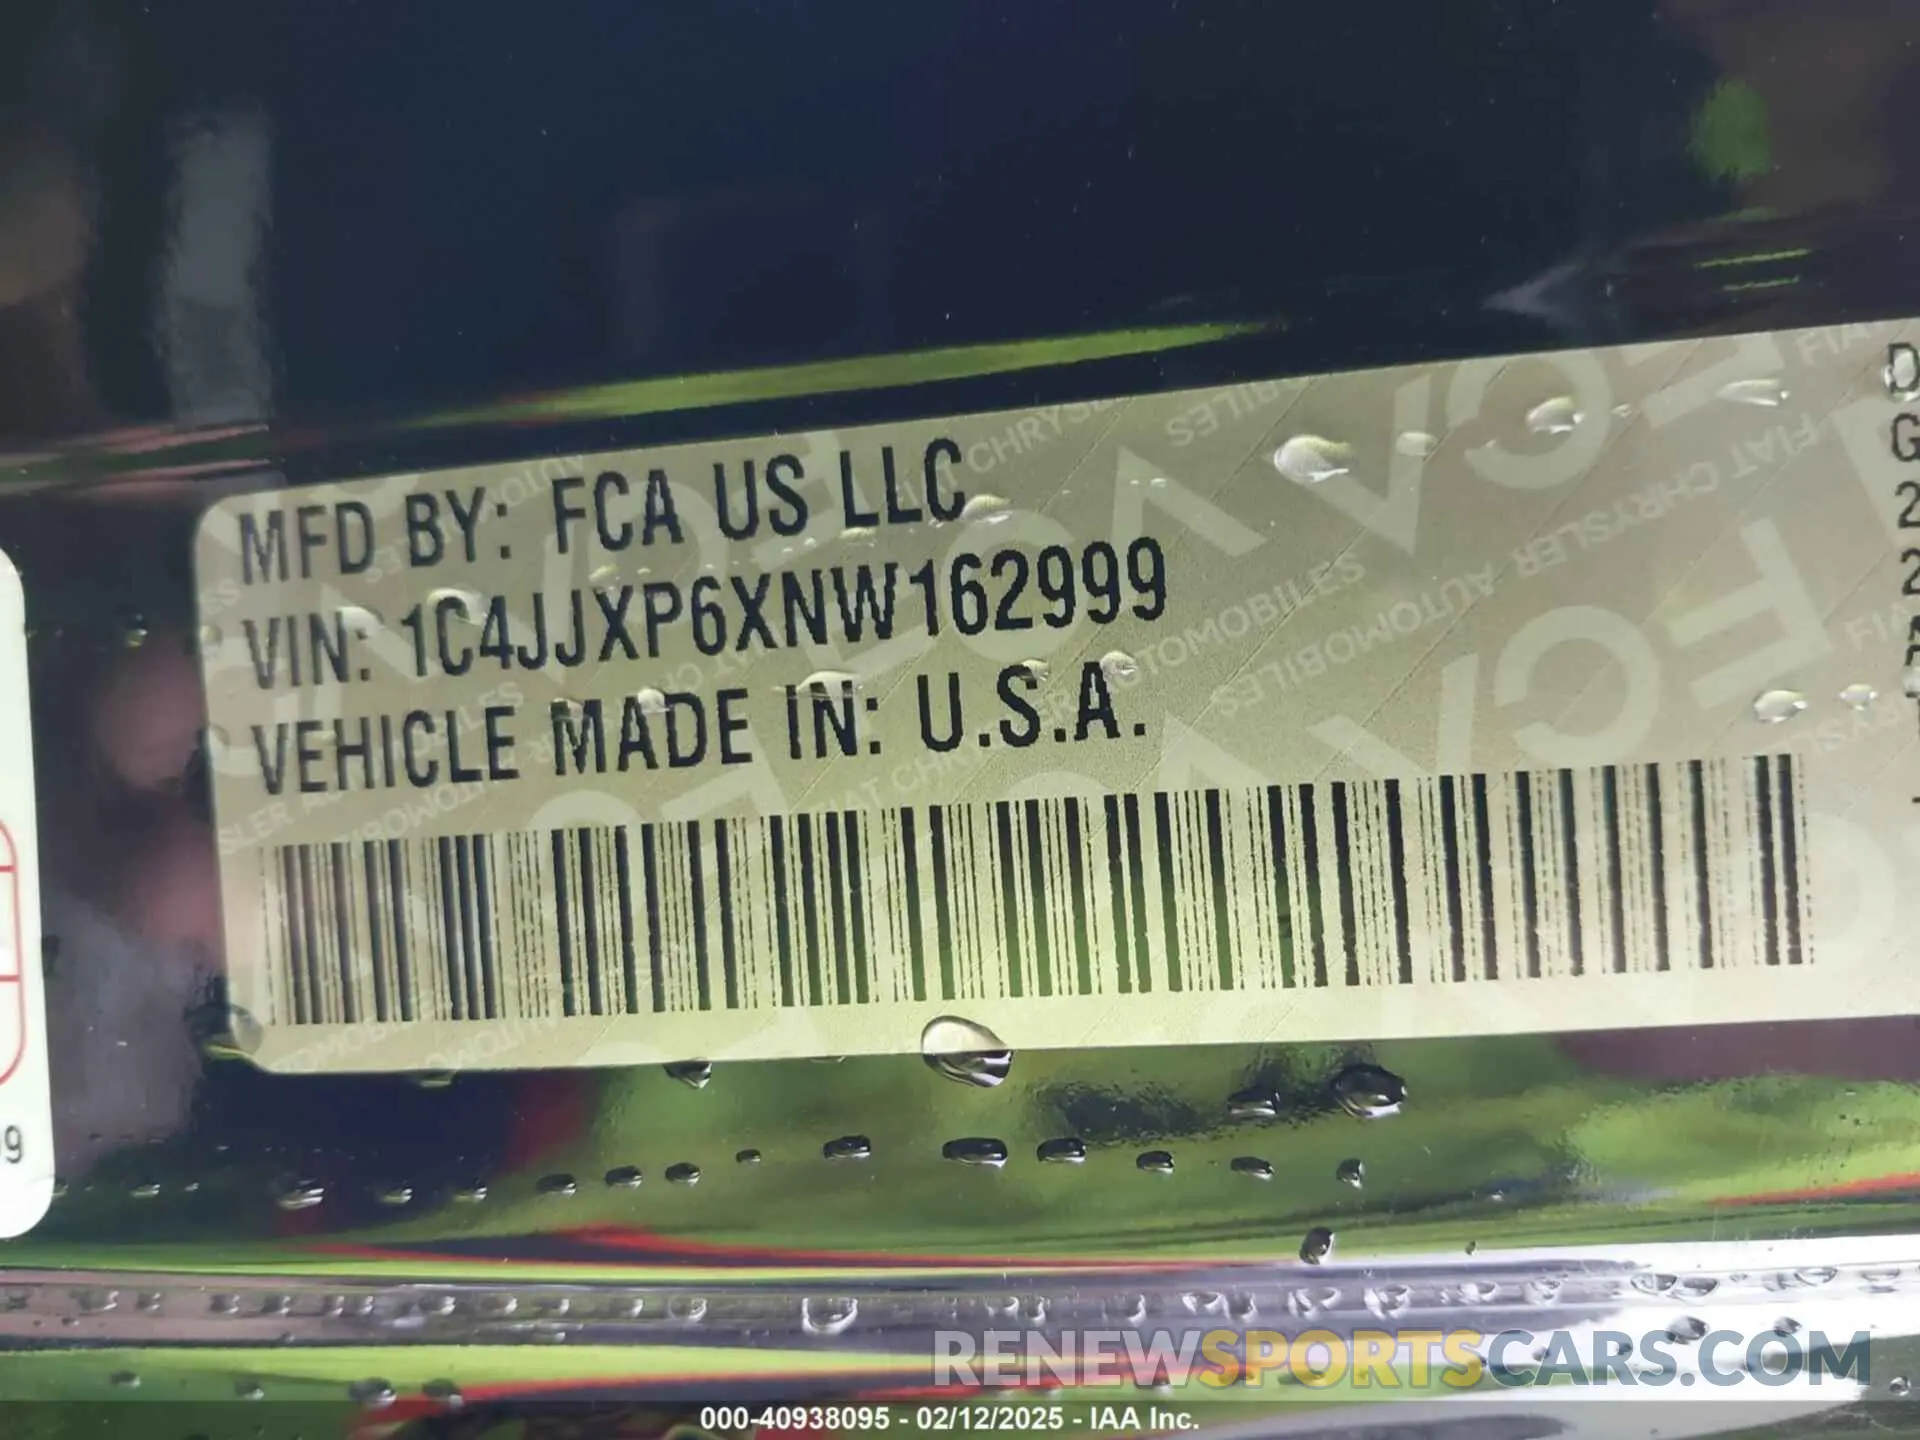 MFD BY: FCA US LLC
VIN: 1C4JJXP6XNW162999
VEHICLE MADE IN: U.S.A.
RENEWSPORTSCARS.COM
000-40938095 - 02/12/2025 - IAA Inc.